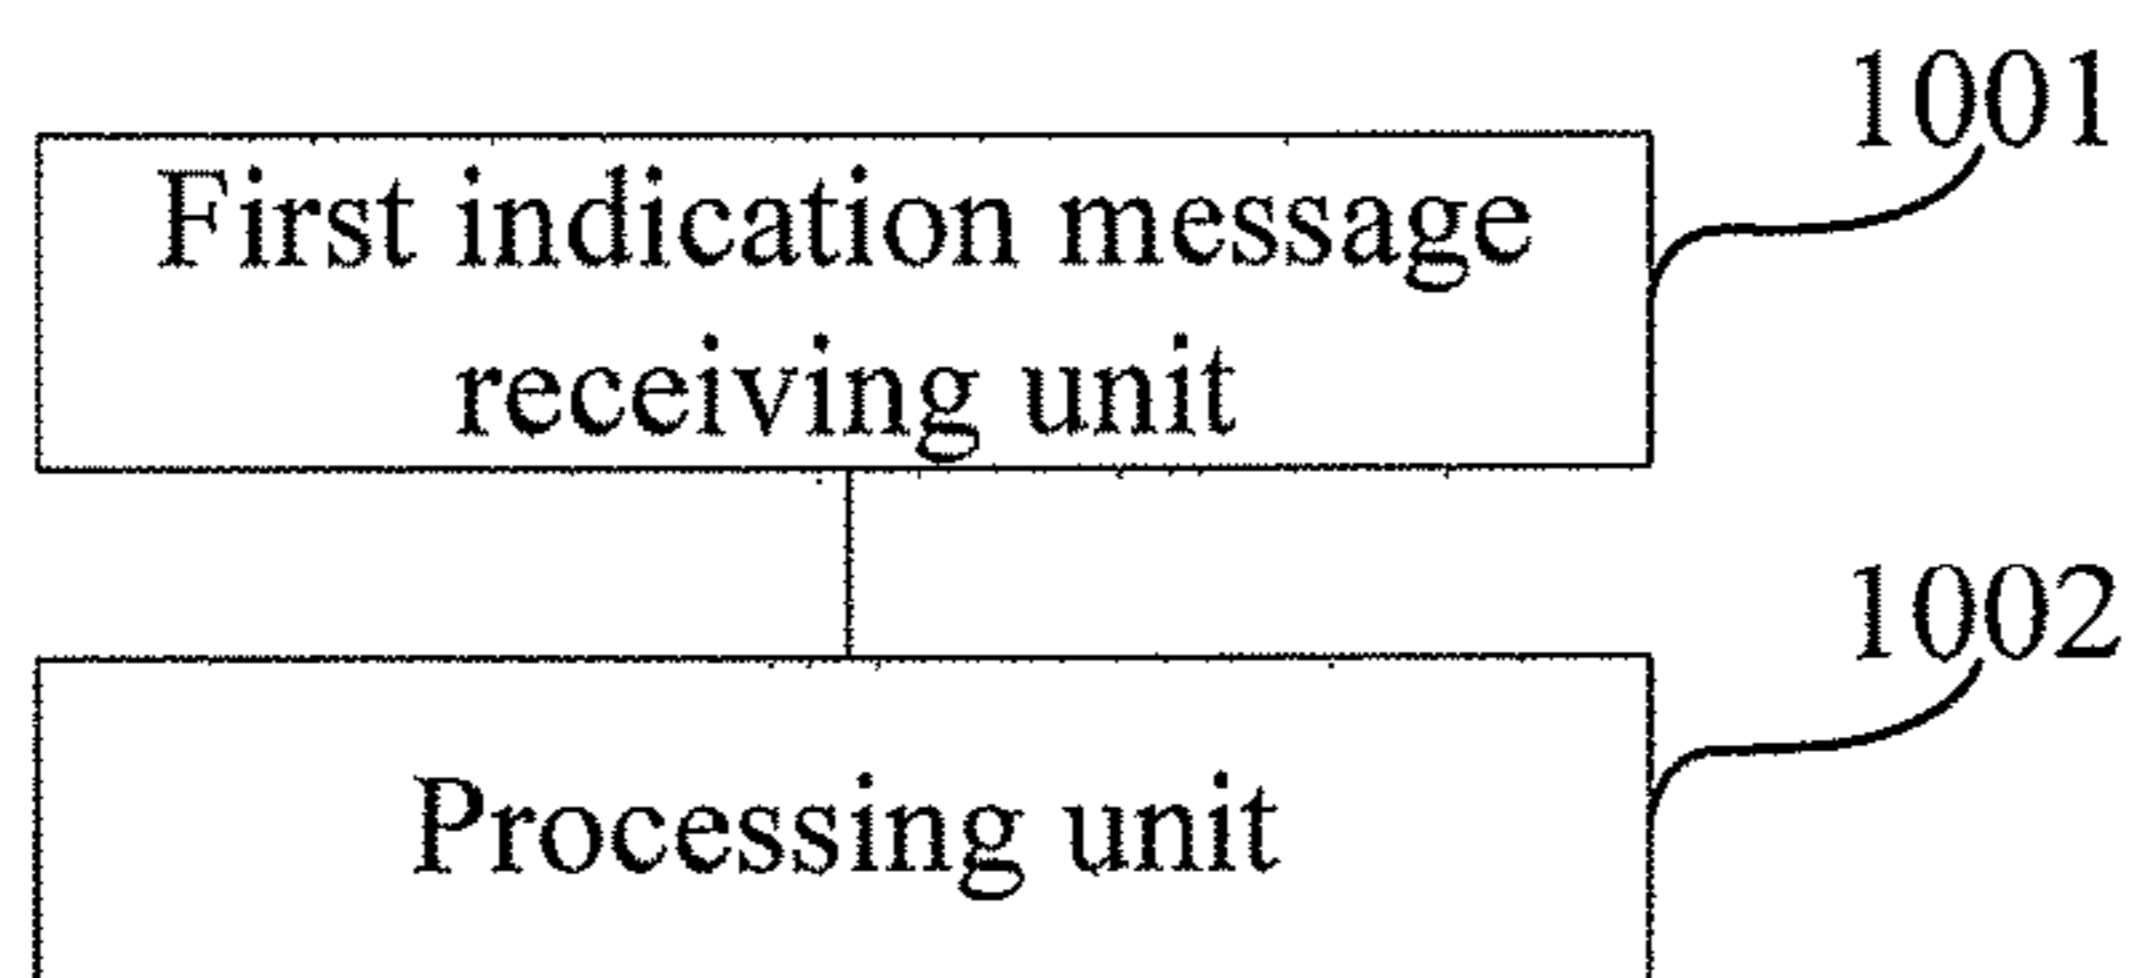 1001
First indication message
receiving unit
1002
Processing unit